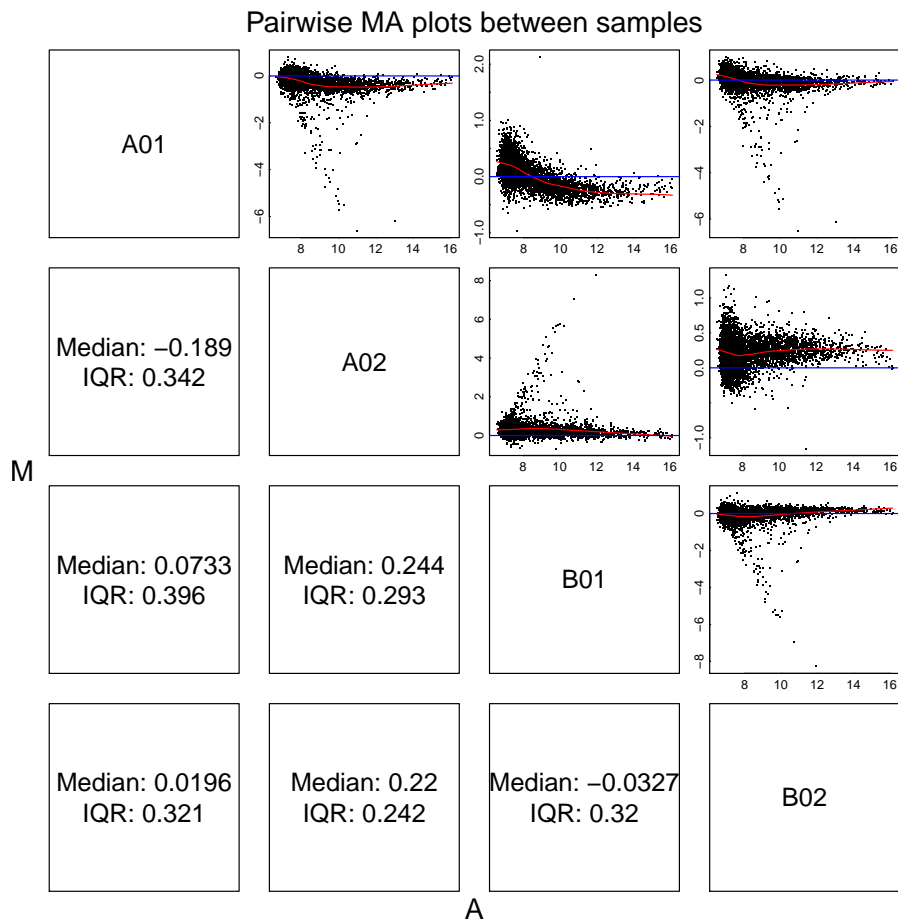 Pairwise MA plots between samples
A01
0
−2
−4
−6
8 10 12 14 16
2.0
1.0
0.0
−1.0
8 10 12 14 16
0
−2
−4
−6
8 10 12 14 16
Median: −0.189
IQR: 0.342
A02
8
6
4
2
0
8 10 12 14 16
1.0
0.5
0.0
−1.0
8 10 12 14 16
M
Median: 0.0733
IQR: 0.396
Median: 0.244
IQR: 0.293
B01
0
−2
−4
−6
−8
8 10 12 14 16
Median: 0.0196
IQR: 0.321
Median: 0.22
IQR: 0.242
Median: −0.0327
IQR: 0.32
B02
A